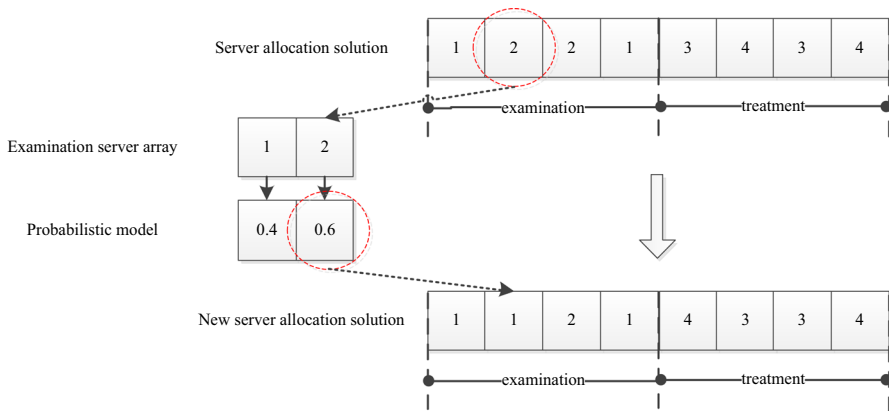 Server allocation solution
1 2 2 1 3 4 3 4
examination treatment
Examination server array
1 2
Probabilistic model
0.4 0.6
New server allocation solution
1 1 2 1 4 3 3 4
examination treatment